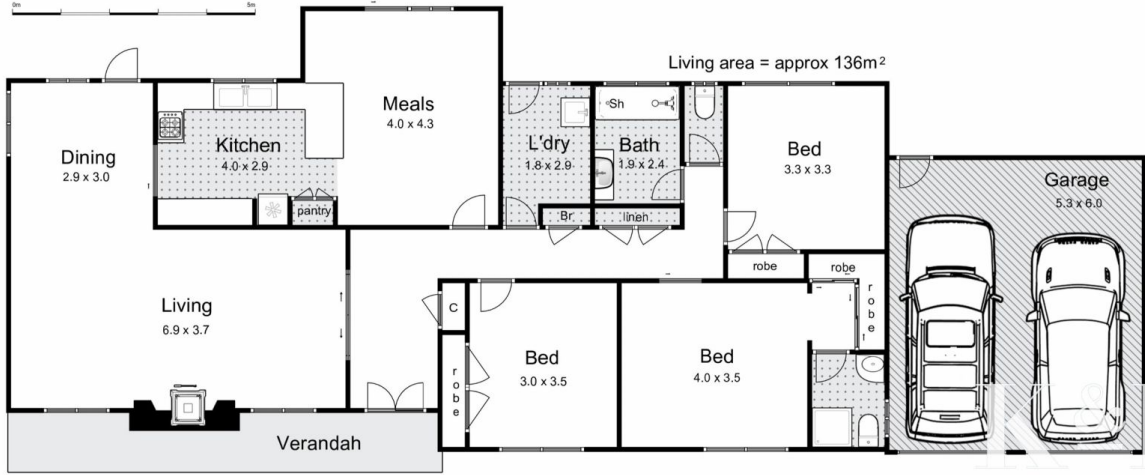 0m 5m
Living area = approx 136m²
Meals
4.0 x 4.3
Kitchen
4.0 x 2.9
Dining
2.9 x 3.0
L'dry
1.8 x 2.9
Sh
Bath
1.9 x 2.4
Bed
3.3 x 3.3
Garage
5.3 x 6.0
pantry
Br
linen
robe
robe
robe
Living
6.9 x 3.7
C
robe
Bed
3.0 x 3.5
Bed
4.0 x 3.5
Verandah
K &